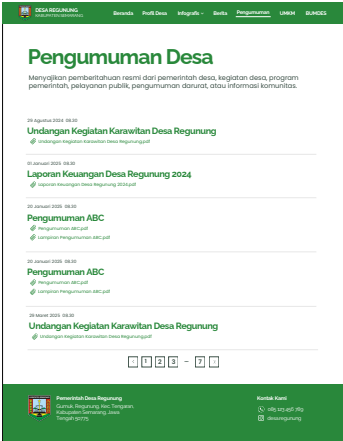 DESA REGUNUNG
KABUPATEN SEMARANG
Beranda Profil Desa Infografis Berita Pengumuman UMKM BUMDES
Pengumuman Desa
Menyajikan pemberitahuan resmi dari pemerintah desa, kegiatan desa, program
pemerintah, pelayanan publik, pengumuman darurat, atau informasi komunitas.
29 Agustus 2024 08.20
Undangan Kegiatan Karawitan Desa Regunung
Undangan Kegiatan Karawitan Desa Regunung.pdf
01 Januari 2025 08.30
Laporan Keuangan Desa Regunung 2024
Laporan Keuangan Desa Regunung 2024.pdf
20 Januari 2025 08.30
Pengumuman ABC
Pengumuman ABC.pdf
Lampiran Pengumuman ABC.pdf
20 Januari 2025 08.30
Pengumuman ABC
Pengumuman ABC.pdf
Lampiran Pengumuman ABC.pdf
29 Maret 2025 08.30
Undangan Kegiatan Karawitan Desa Regunung
Undangan Kegiatan Karawitan Desa Regunung.pdf
< 1 2 3 – 7 >
Pemerintah Desa Regunung
Gumuk, Regunung, Kec. Tengaran,
Kabupaten Semarang, Jawa
Tengah 50775
Kontak Kami
085 123 456 789
desaregunung